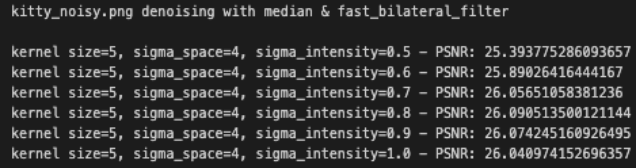 kitty_noisy.png denoising with median & fast_bilateral_filter
kernel size=5, sigma_space=4, sigma_intensity=0.5 – PSNR: 25.393775286093657
kernel size=5, sigma_space=4, sigma_intensity=0.6 – PSNR: 25.89026416444167
kernel size=5, sigma_space=4, sigma_intensity=0.7 – PSNR: 26.05651058381236
kernel size=5, sigma_space=4, sigma_intensity=0.8 – PSNR: 26.090513500121144
kernel size=5, sigma_space=4, sigma_intensity=0.9 – PSNR: 26.074245160926495
kernel size=5, sigma_space=4, sigma_intensity=1.0 – PSNR: 26.040974152696357